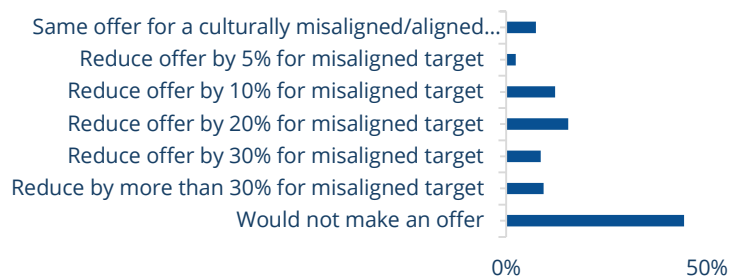 Same offer for a culturally misaligned/aligned...
Reduce offer by 5% for misaligned target
Reduce offer by 10% for misaligned target
Reduce offer by 20% for misaligned target
Reduce offer by 30% for misaligned target
Reduce by more than 30% for misaligned target
Would not make an offer
0% 50%